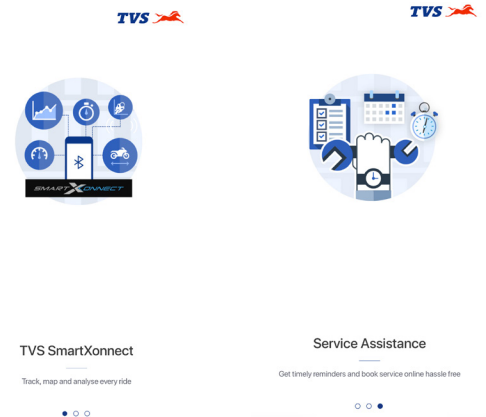 TVS
SMARTXONNECT
TVS SmartXonnect
Track, map and analyse every ride
TVS
Service Assistance
Get timely reminders and book service online hassle free